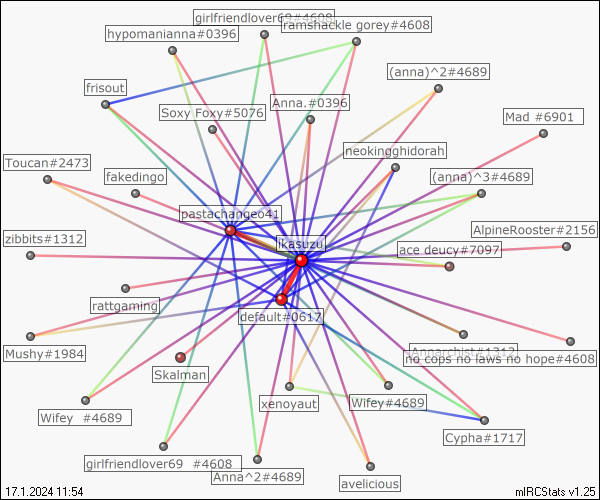 girlfriendlover69#4608
hypomanianna#0396
ramshackle gorey#4608
(anna)^2#4689
frisout
Anna.#0396
Soxy Foxy#5076
Mad #6901
neokingghidorah
Toucan#2473
fakedingo
(anna)^3#4689
pastachangeo41
AlpineRooster#2156
zibbits#1312
ikasuzu
ace deucy#7097
rattgaming
default#0617
Mushy#1984
gAnnarchist#1312
no cops no laws no hope#4608
Skalman
xenoyaut
Wifey#4689
Wifey #4689
Cypha#1717
girlfriendlover69 #4608
Anna^2#4689
avelicious
17.1.2024 11:54
mIRCStats v1.25